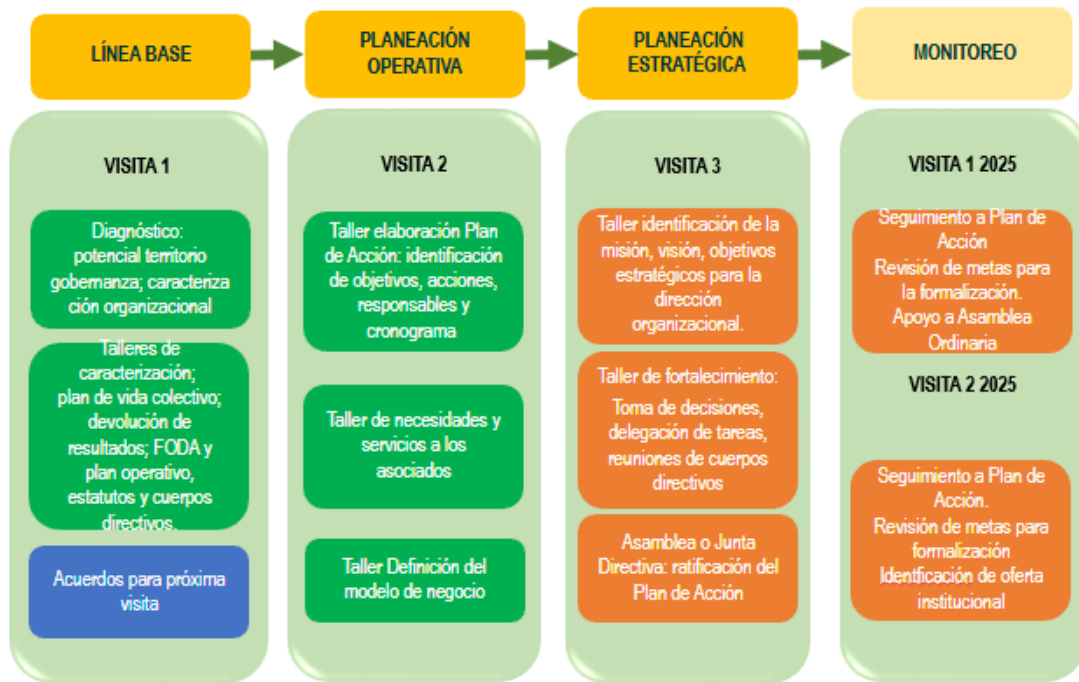 LÍNEA BASE
PLANEACIÓN
OPERATIVA
PLANEACIÓN
ESTRATÉGICA
MONITOREO
VISITA 1
Diagnóstico:
potencial territorio
gobernanza; caracteriza
ción organizacional
Talleres de
caracterización;
plan de vida colectivo;
devolución de
resultados; FODA y
plan operativo,
estatutos y cuerpos
directivos.
Acuerdos para próxima
visita
VISITA 2
Taller elaboración Plan
de Acción: identificación
de objetivos, acciones,
responsables y
cronograma
Taller de necesidades y
servicios a los
asociados
Taller Definición del
modelo de negocio
VISITA 3
Taller identificación de la
misión, visión, objetivos
estratégicos para la
dirección
organizacional.
Taller de fortalecimiento:
Toma de decisiones,
delegación de tareas,
reuniones de cuerpos
directivos
Asamblea o Junta
Directiva: ratificación del
Plan de Acción
VISITA 1 2025
Seguimiento a Plan de
Acción
Revisión de metas para
la formalización.
Apoyo a Asamblea
Ordinaria
VISITA 2 2025
Seguimiento a Plan de
Acción.
Revisión de metas para
formalización
Identificación de oferta
institucional